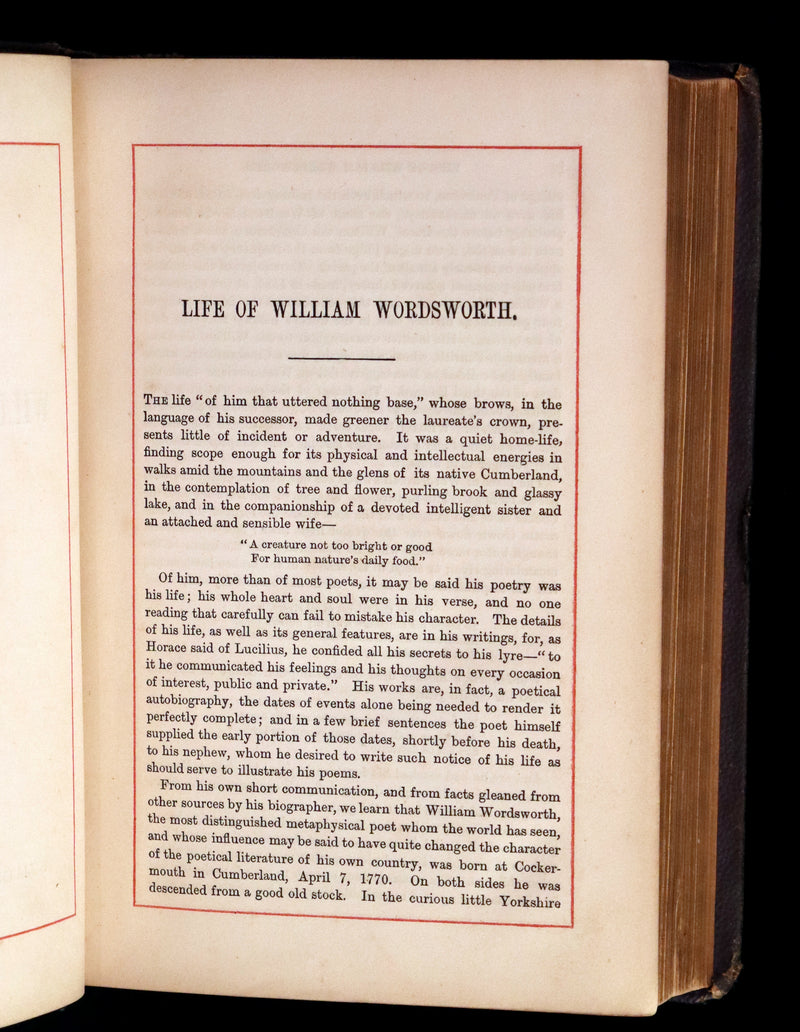 LIFE OF WILLIAM WORDSWORTH.
THE life “of him that uttered nothing base,” whose brows, in the
language of his successor, made greener the laureate’s crown, pre-
sents little of incident or adventure. It was a quiet home-life,
finding scope enough for its physical and intellectual energies in
walks amid the mountains and the glens of its native Cumberland,
in the contemplation of tree and flower, purling brook and glassy
lake, and in the companionship of a devoted intelligent sister and
an attached and sensible wife—
“A creature not too bright or good
For human nature’s daily food.”
Of him, more than of most poets, it may be said his poetry was
his life; his whole heart and soul were in his verse, and no one
reading that carefully can fail to mistake his character. The details
of his life, as well as its general features, are in his writings, for, as
Horace said of Lucilius, he confided all his secrets to his lyre—“to
it he communicated his feelings and his thoughts on every occasion
of interest, public and private.” His works are, in fact, a poetical
autobiography, the dates of events alone being needed to render it
perfectly complete; and in a few brief sentences the poet himself
supplied the early portion of those dates, shortly before his death,
to his nephew, whom he desired to write such notice of his life as
should serve to illustrate his poems.
From his own short communication, and from facts gleaned from
other sources by his biographer, we learn that William Wordsworth,
the most distinguished metaphysical poet whom the world has seen,
and whose influence may be said to have quite changed the character
of the poetical literature of his own country, was born at Cocker-
mouth in Cumberland, April 7, 1770. On both sides he was
descended from a good old stock. In the curious little Yorkshire